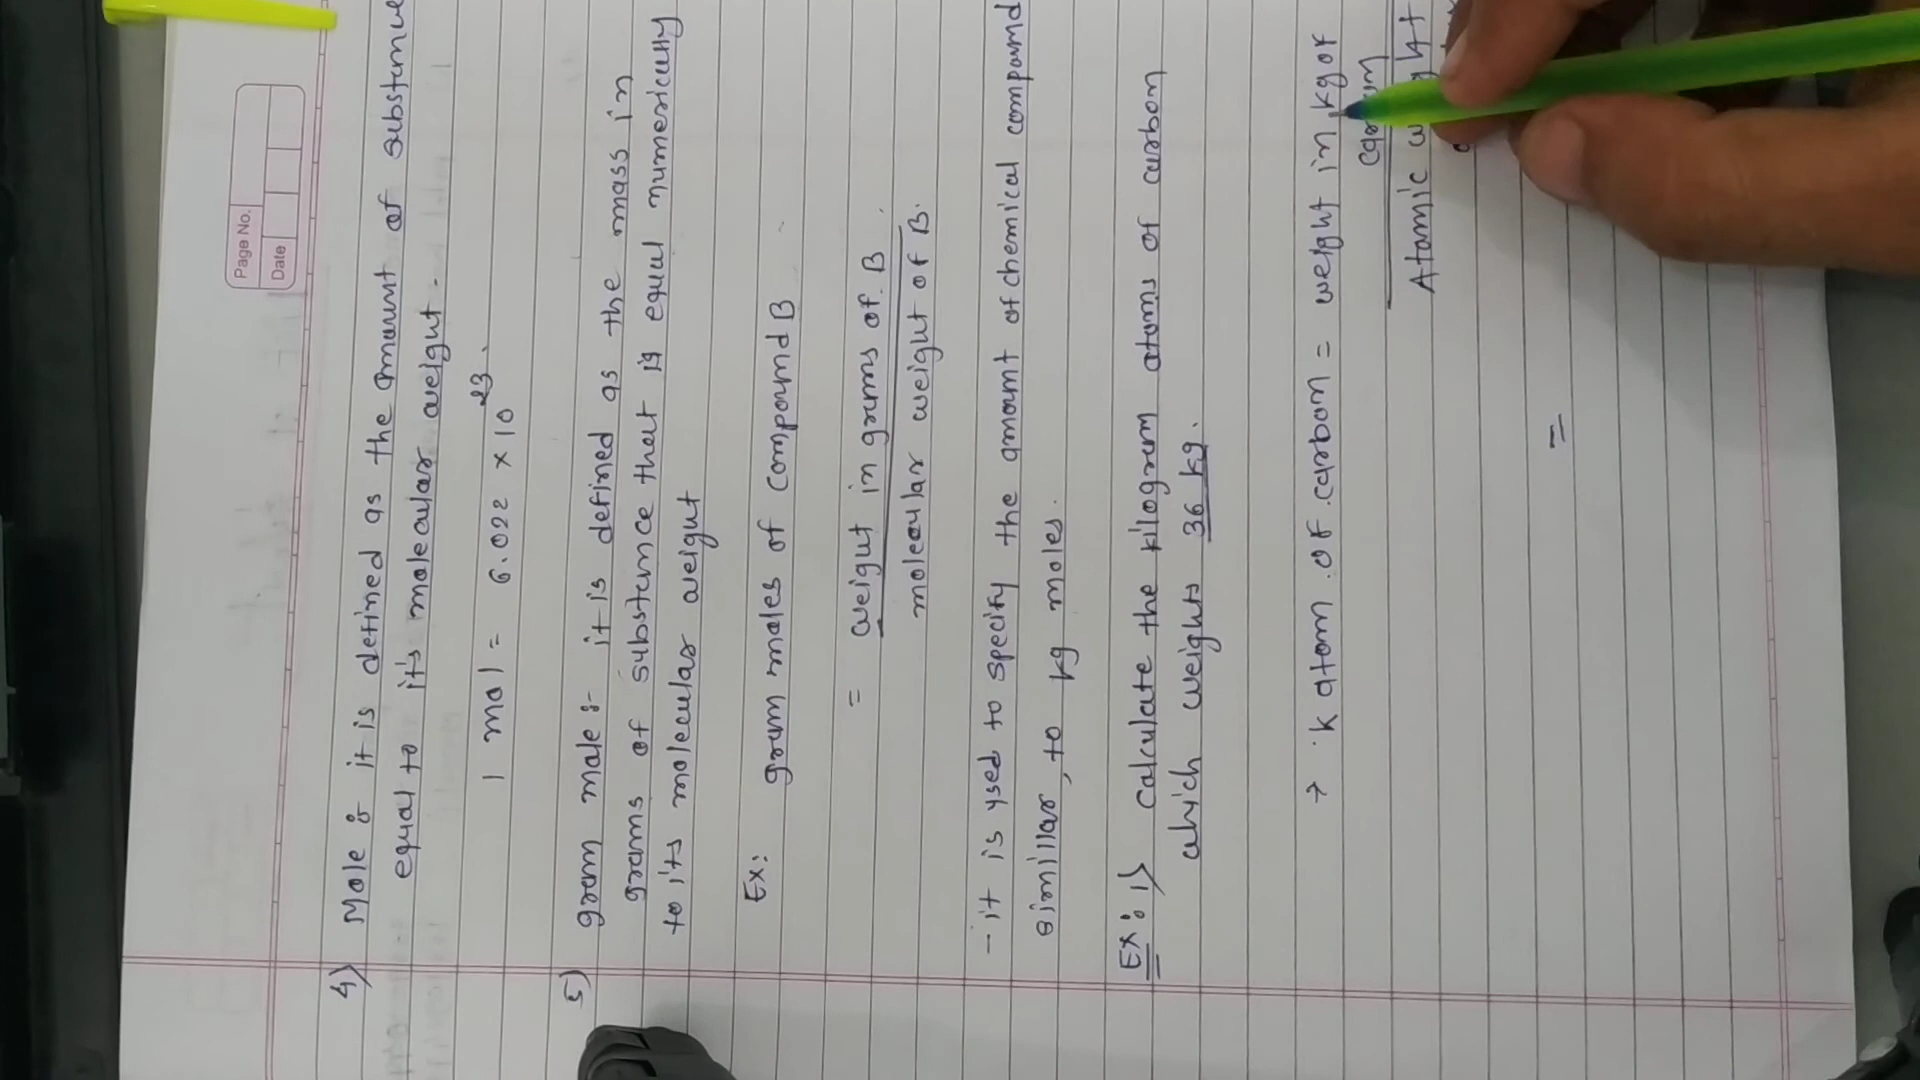 Page No.
Date
4) Mole : it is defined as the amount of substance
equal to it's molecular weight.
1 mol = 6.022 × 10²³.
5) gram mole :- it is defined as the mass in
grams of substance that is equal numerically
to it's molecular weight
Ex: gram moles of compound B
= weight in grams of B.
molecular weight of B.
- it is used to specify the amount of chemical compound
similler, to kg moles.
Ex: 1) calculate the kilogram atoms of carbon
which weights 36 kg.
→ k atom of carbon = weight in kg of
Atomic
=